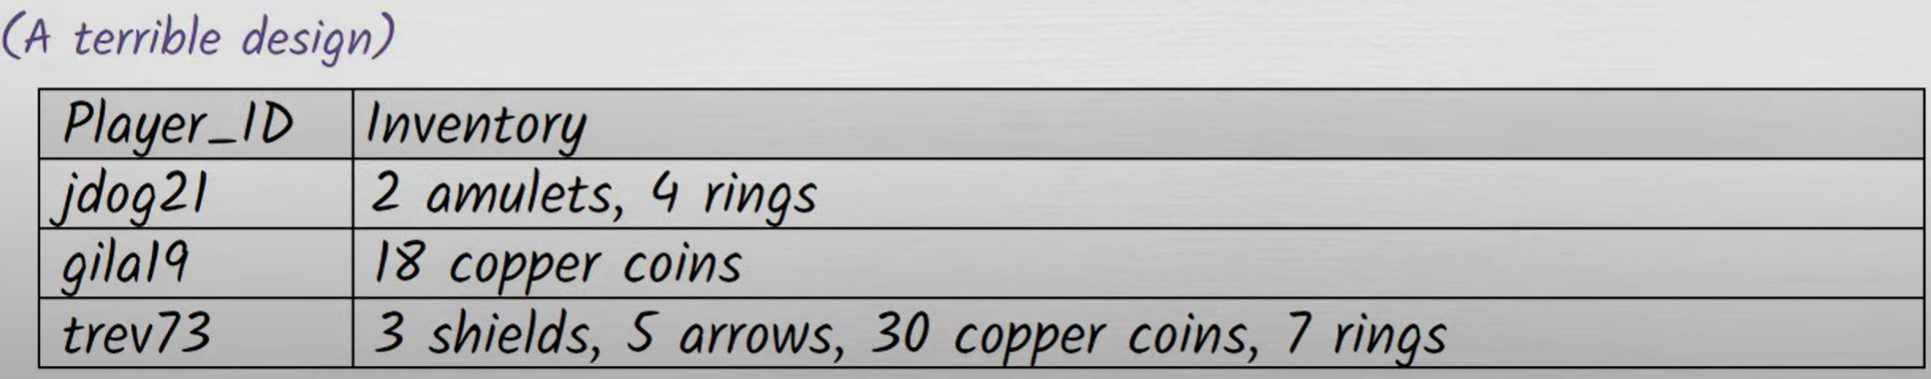 (A terrible design)
Player_ID Inventory
jdog21 2 amulets, 4 rings
gila19 18 copper coins
trev73 3 shields, 5 arrows, 30 copper coins, 7 rings